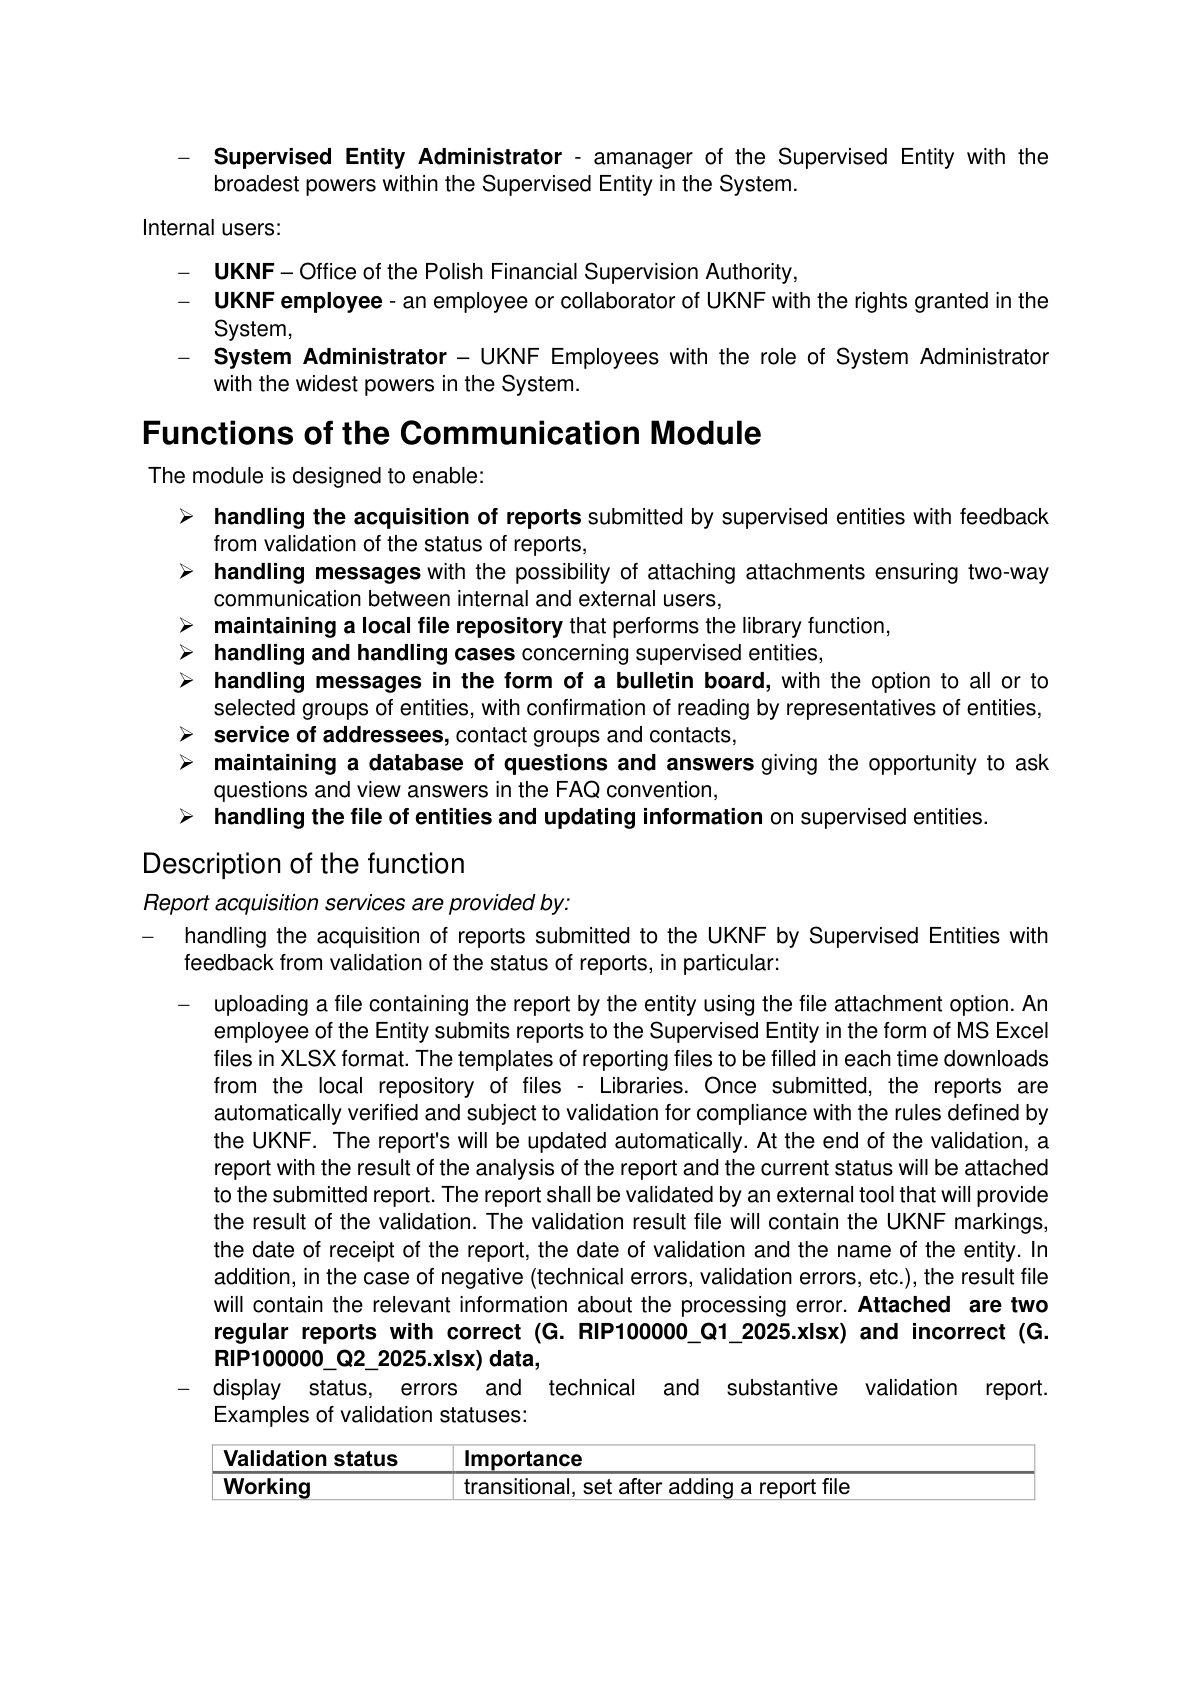 – Supervised Entity Administrator - amanager of the Supervised Entity with the
broadest powers within the Supervised Entity in the System.
Internal users:
– UKNF – Office of the Polish Financial Supervision Authority,
– UKNF employee - an employee or collaborator of UKNF with the rights granted in the
System,
– System Administrator – UKNF Employees with the role of System Administrator
with the widest powers in the System.
Functions of the Communication Module
The module is designed to enable:
➢ handling the acquisition of reports submitted by supervised entities with feedback
from validation of the status of reports,
➢ handling messages with the possibility of attaching attachments ensuring two-way
communication between internal and external users,
➢ maintaining a local file repository that performs the library function,
➢ handling and handling cases concerning supervised entities,
➢ handling messages in the form of a bulletin board, with the option to all or to
selected groups of entities, with confirmation of reading by representatives of entities,
➢ service of addressees, contact groups and contacts,
➢ maintaining a database of questions and answers giving the opportunity to ask
questions and view answers in the FAQ convention,
➢ handling the file of entities and updating information on supervised entities.
Description of the function
Report acquisition services are provided by:
– handling the acquisition of reports submitted to the UKNF by Supervised Entities with
feedback from validation of the status of reports, in particular:
– uploading a file containing the report by the entity using the file attachment option. An
employee of the Entity submits reports to the Supervised Entity in the form of MS Excel
files in XLSX format. The templates of reporting files to be filled in each time downloads
from the local repository of files - Libraries. Once submitted, the reports are
automatically verified and subject to validation for compliance with the rules defined by
the UKNF. The report's will be updated automatically. At the end of the validation, a
report with the result of the analysis of the report and the current status will be attached
to the submitted report. The report shall be validated by an external tool that will provide
the result of the validation. The validation result file will contain the UKNF markings,
the date of receipt of the report, the date of validation and the name of the entity. In
addition, in the case of negative (technical errors, validation errors, etc.), the result file
will contain the relevant information about the processing error. Attached are two
regular reports with correct (G. RIP100000_Q1_2025.xlsx) and incorrect (G.
RIP100000_Q2_2025.xlsx) data,
– display status, errors and technical and substantive validation report.
Examples of validation statuses:
Validation status Importance
Working transitional, set after adding a report file